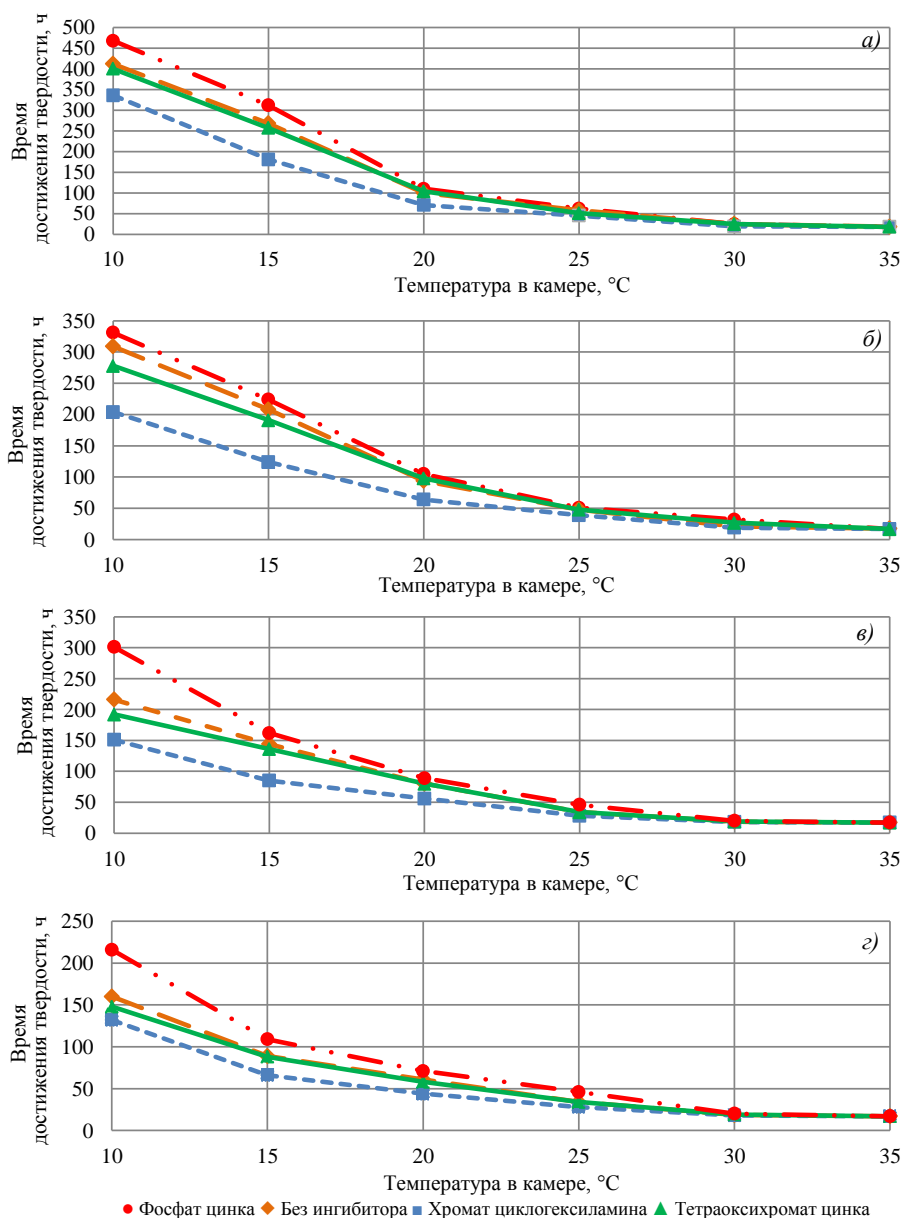 Время
достижения твердости, ч
500
450
400
350
300
250
200
150
100
50
0
а)
10 15 20 25 30 35
Температура в камере, °C
Время
достижения твердости, ч
350
300
250
200
150
100
50
0
б)
10 15 20 25 30 35
Температура в камере, °C
Время
достижения твердости, ч
350
300
250
200
150
100
50
0
в)
10 15 20 25 30 35
Температура в камере, °C
Время
достижения твердости, ч
250
200
150
100
50
0
г)
10 15 20 25 30 35
Температура в камере, °C
Фосфат цинка Без ингибитора Хромат циклогексиламина Тетраоксихромат цинка